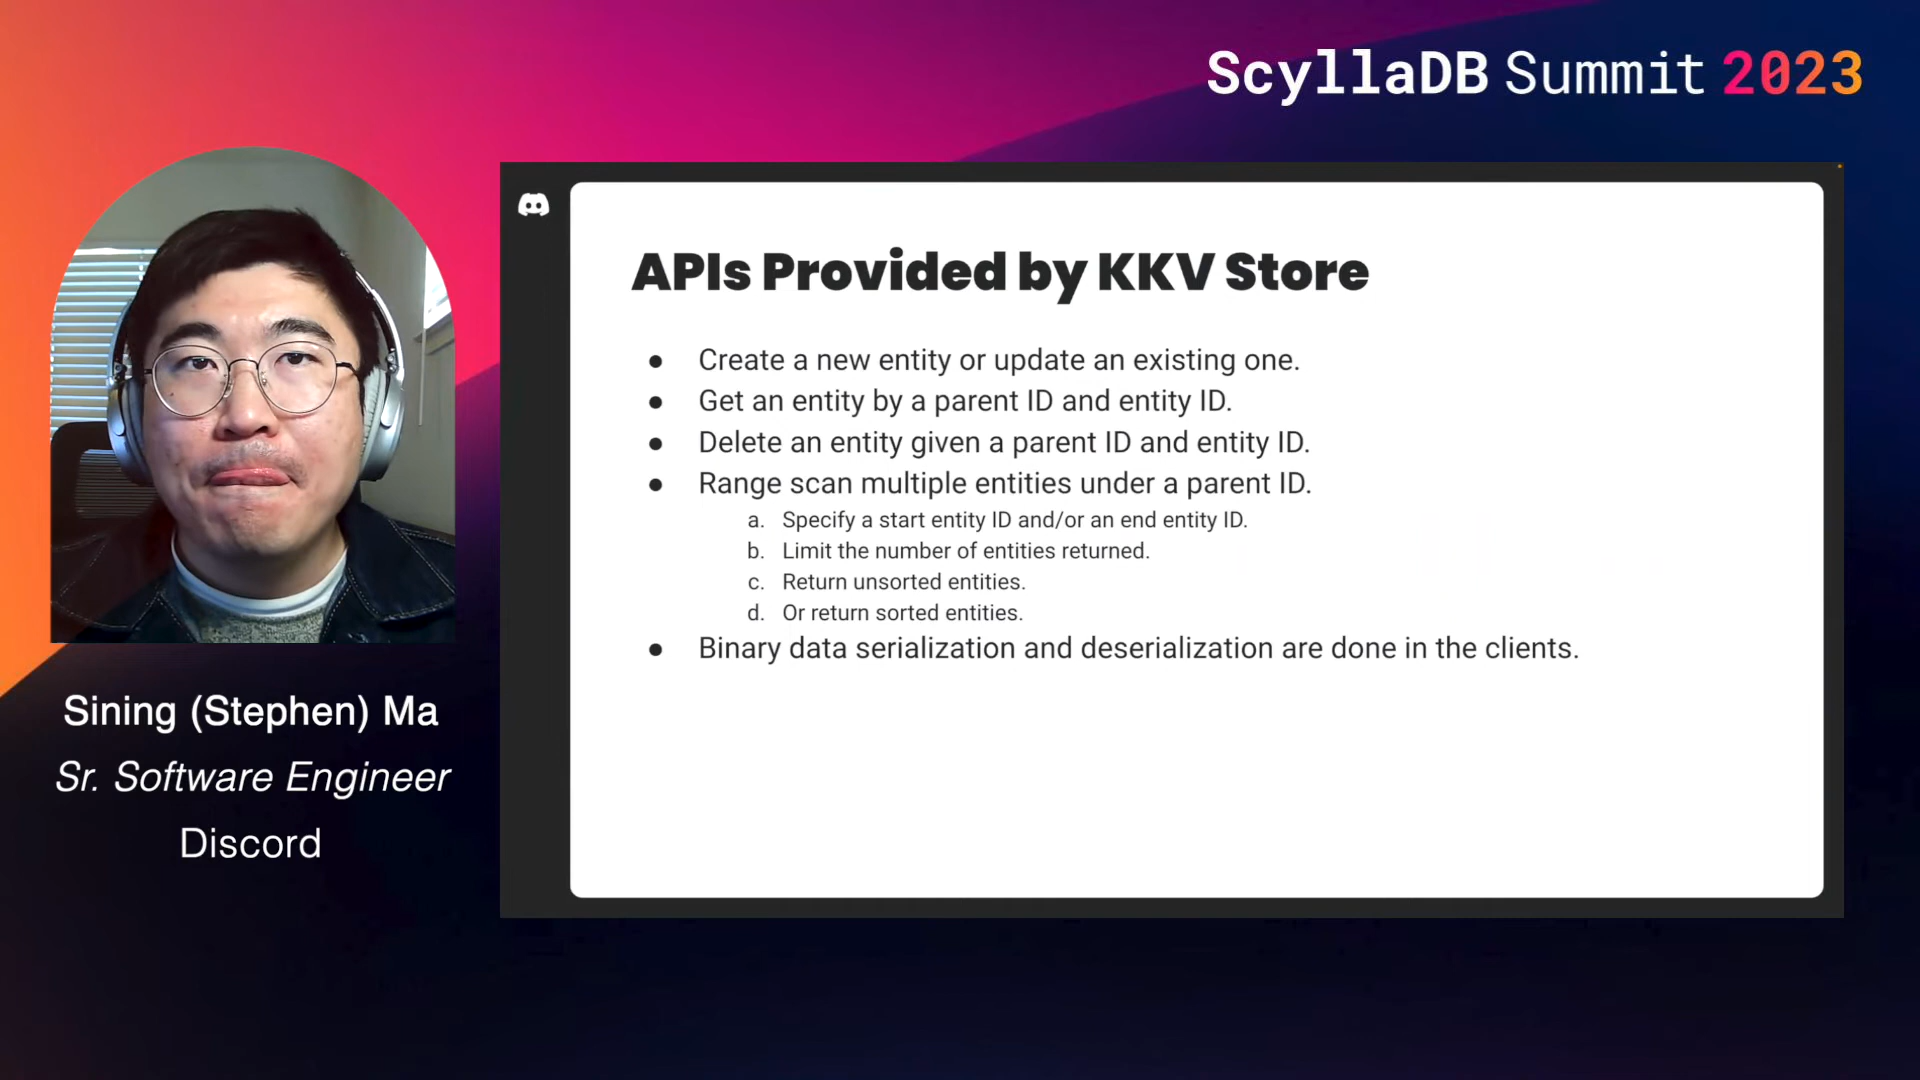 ScyllaDB Summit 2023
APIs Provided by KKV Store
● Create a new entity or update an existing one.
● Get an entity by a parent ID and entity ID.
● Delete an entity given a parent ID and entity ID.
● Range scan multiple entities under a parent ID.
a. Specify a start entity ID and/or an end entity ID.
b. Limit the number of entities returned.
c. Return unsorted entities.
d. Or return sorted entities.
● Binary data serialization and deserialization are done in the clients.
Sining (Stephen) Ma
Sr. Software Engineer
Discord